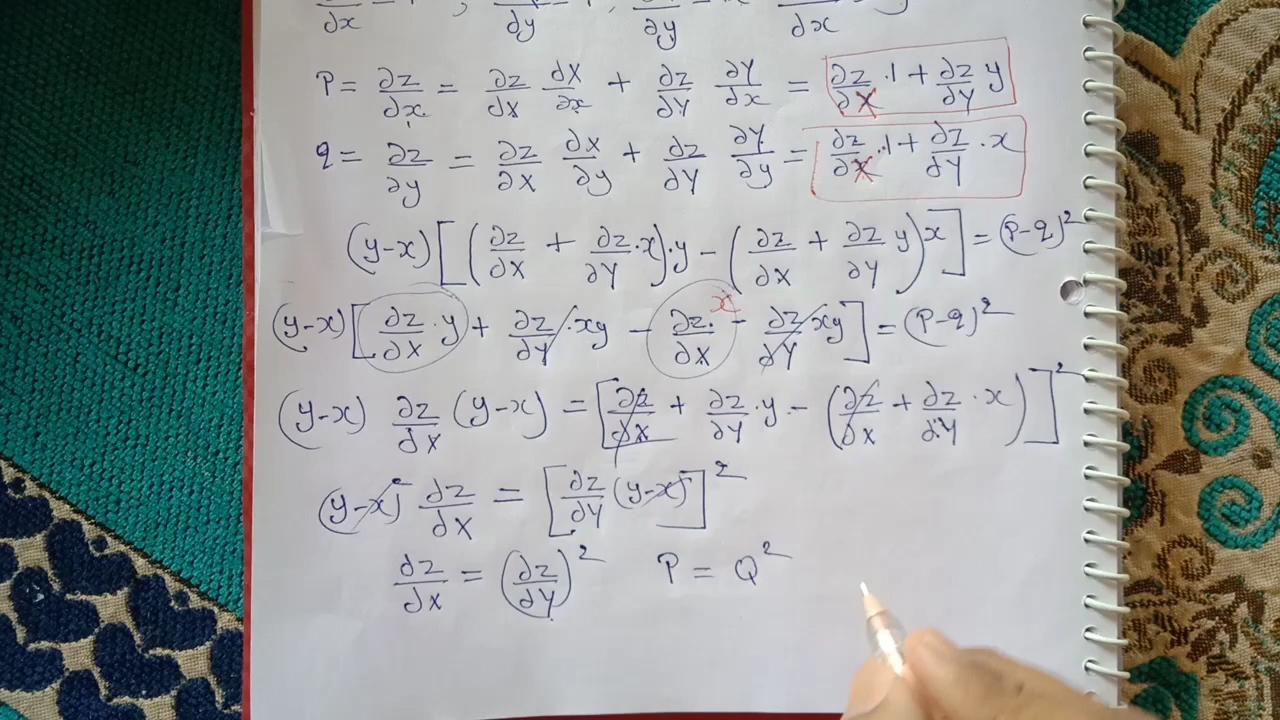 ∂x
∂y
∂y
∂x
P = ∂z/∂x = ∂z/∂X ∂X/∂x + ∂z/∂Y ∂Y/∂x = ∂z/∂X · 1 + ∂z/∂Y y
q = ∂z/∂y = ∂z/∂X ∂X/∂y + ∂z/∂Y ∂Y/∂y = ∂z/∂X · 1 + ∂z/∂Y · x
(y-x) [(∂z/∂X + ∂z/∂Y · x) · y - (∂z/∂X + ∂z/∂Y y) x] = (P-q)²
(y-x) [∂z/∂X · y + ∂z/∂Y · xy - ∂z/∂X · x - ∂z/∂Y xy] = (P-q)²
(y-x) ∂z/∂X (y-x) = [∂z/∂X + ∂z/∂Y · y - (∂z/∂X + ∂z/∂Y · x)]²
(y-x)² ∂z/∂X = [∂z/∂Y (y-x)]²
∂z/∂X = (∂z/∂Y)² P = Q²